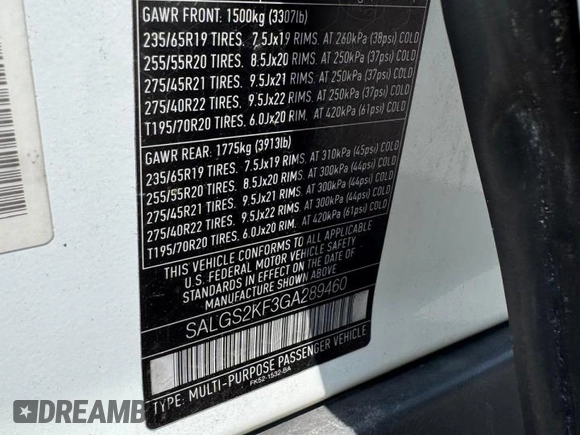 GAWR FRONT: 1500kg (3307lb)
235/65R19 TIRES. 7.5Jx19 RIMS. AT 260kPa (38psi) COLD
255/55R20 TIRES. 8.5Jx20 RIMS. AT 250kPa (37psi) COLD
275/45R21 TIRES. 9.5Jx21 RIMS. AT 250kPa (37psi) COLD
275/40R22 TIRES. 9.5Jx22 RIMS. AT 250kPa (37psi) COLD
T195/70R20 TIRES. 6.0Jx20 RIM. AT 420kPa (61psi) COLD
GAWR REAR: 1775kg (3913lb)
235/65R19 TIRES. 7.5Jx19 RIMS. AT 310kPa (45psi) COLD
255/55R20 TIRES. 8.5Jx20 RIMS. AT 300kPa (44psi) COLD
275/45R21 TIRES. 9.5Jx21 RIMS. AT 300kPa (44psi) COLD
275/40R22 TIRES. 9.5Jx22 RIMS. AT 300kPa (44psi) COLD
T195/70R20 TIRES. 6.0Jx20 RIM. AT 420kPa (61psi) COLD
THIS VEHICLE CONFORMS TO ALL APPLICABLE
U.S. FEDERAL MOTOR VEHICLE SAFETY
STANDARDS IN EFFECT ON THE DATE OF
MANUFACTURE SHOWN ABOVE.
SALGS2KF3GA289460
TYPE: MULTI-PURPOSE PASSENGER VEHICLE
FK52-1532-BA
DREAMB